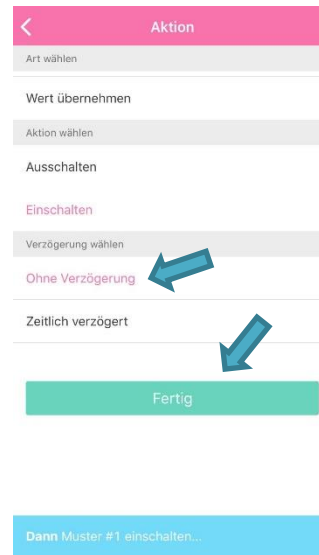 Aktion
Art wählen
Wert übernehmen
Aktion wählen
Ausschalten
Einschalten
Verzögerung wählen
Ohne Verzögerung
Zeitlich verzögert
Fertig
Dann Muster #1 einschalten...